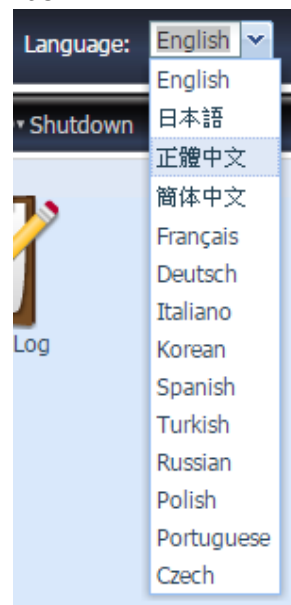 Language: English
English
Shutdown 日本語
正體中文
簡体中文
Français
Deutsch
Italiano
Log Korean
Spanish
Turkish
Russian
Polish
Portuguese
Czech